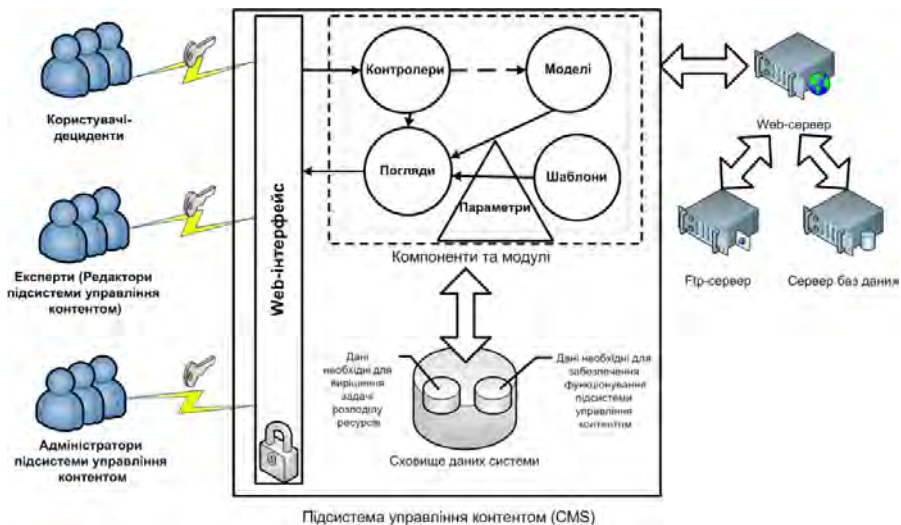 Користувачі-
дециденти
Експерти (Редактори
підсистеми управління
контентом)
Адміністратори
підсистеми управління
контентом
Web-інтерфейс
Контролери
Моделі
Погляди
Шаблони
Параметри
Компоненти та модулі
Дані
необхідні для
вирішення
задачі
розподілу
ресурсів
Дані необхідні для
забезпечення
функціонування
підсистеми
управління
контентом
Сховище даних системи
Підсистема управління контентом (CMS)
Web-сервер
Ftp-сервер
Сервер баз даних